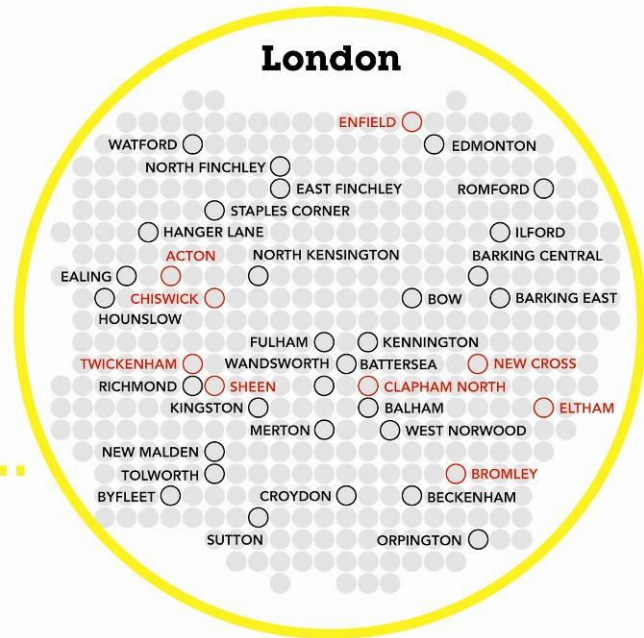 London
ENFIELD
WATFORD EDMONTON
NORTH FINCHLEY
EAST FINCHLEY ROMFORD
STAPLES CORNER
HANGER LANE ILFORD
ACTON NORTH KENSINGTON BARKING CENTRAL
EALING
CHISWICK BOW BARKING EAST
HOUNSLOW
FULHAM KENNINGTON
TWICKENHAM WANDSWORTH BATTERSEA NEW CROSS
RICHMOND SHEEN CLAPHAM NORTH
KINGSTON BALHAM ELTHAM
MERTON WEST NORWOOD
NEW MALDEN
TOLWORTH BROMLEY
BYFLEET CROYDON BECKENHAM
SUTTON ORPINGTON